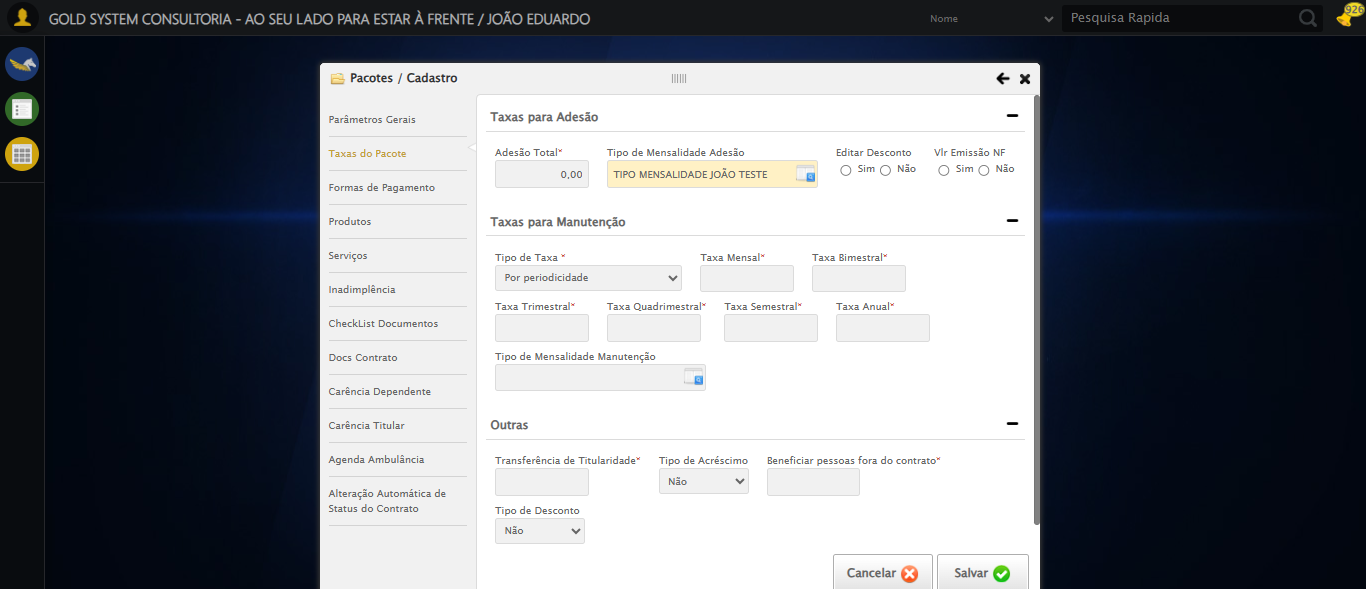 GOLD SYSTEM CONSULTORIA - AO SEU LADO PARA ESTAR À FRENTE / JOÃO EDUARDO
Nome
Pesquisa Rapida
926
Pacotes / Cadastro
Parâmetros Gerais
Taxas do Pacote
Formas de Pagamento
Produtos
Serviços
Inadimplência
CheckList Documentos
Docs Contrato
Carência Dependente
Carência Titular
Agenda Ambulância
Alteração Automática de
Status do Contrato
Taxas para Adesão
Adesão Total* Tipo de Mensalidade Adesão Editar Desconto Vlr Emissão NF
0,00 TIPO MENSALIDADE JOÃO TESTE Sim Não Sim Não
Taxas para Manutenção
Tipo de Taxa * Taxa Mensal* Taxa Bimestral*
Por periodicidade
Taxa Trimestral* Taxa Quadrimestral* Taxa Semestral* Taxa Anual*
Tipo de Mensalidade Manutenção
Outras
Transferência de Titularidade* Tipo de Acréscimo Beneficiar pessoas fora do contrato*
Não
Tipo de Desconto
Não
Cancelar Salvar